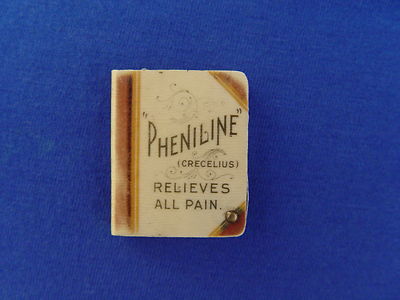 "PHENILINE"
(CRECELIUS)
RELIEVES
ALL PAIN.